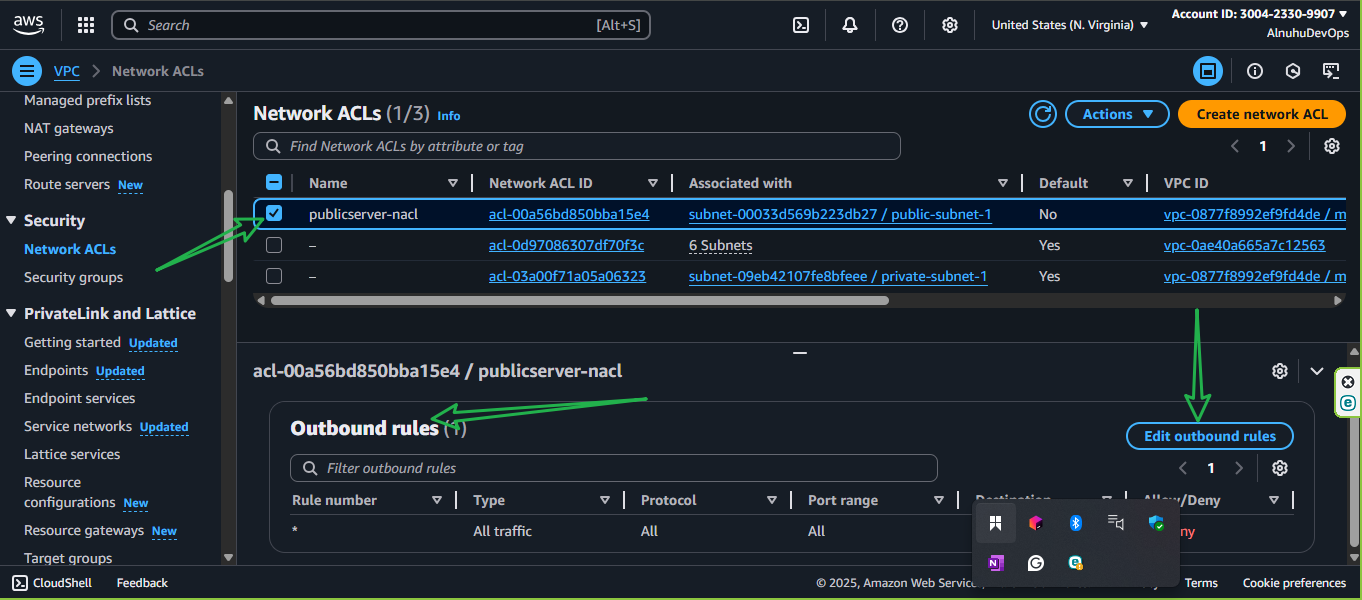 aws
Search [Alt+S]
United States (N. Virginia) ▼
Account ID: 3004-2330-9907 ▼
AlnuhuDevOps
VPC > Network ACLs
Managed prefix lists
NAT gateways
Peering connections
Route servers New
Security
Network ACLs
Security groups
PrivateLink and Lattice
Getting started Updated
Endpoints Updated
Endpoint services
Service networks Updated
Lattice services
Resource
configurations New
Resource gateways New
Target groups
Network ACLs (1/3) Info
Actions ▼
Create network ACL
Find Network ACLs by attribute or tag
1
Name Network ACL ID Associated with Default VPC ID
publicserver-nacl acl-00a56bd850bba15e4 subnet-00033d569b223db27 / public-subnet-1 No vpc-0877f8992ef9fd4de / m
– acl-0d97086307df70f3c 6 Subnets Yes vpc-0ae40a665a7c12563
– acl-03a00f71a05a06323 subnet-09eb42107fe8bfeee / private-subnet-1 Yes vpc-0877f8992ef9fd4de / m
acl-00a56bd850bba15e4 / publicserver-nacl
Outbound rules (1)
Edit outbound rules
Filter outbound rules
1
Rule number Type Protocol Port range Destination Allow/Deny
* All traffic All All ny
CloudShell Feedback
© 2025, Amazon Web Servic
Terms Cookie preferences